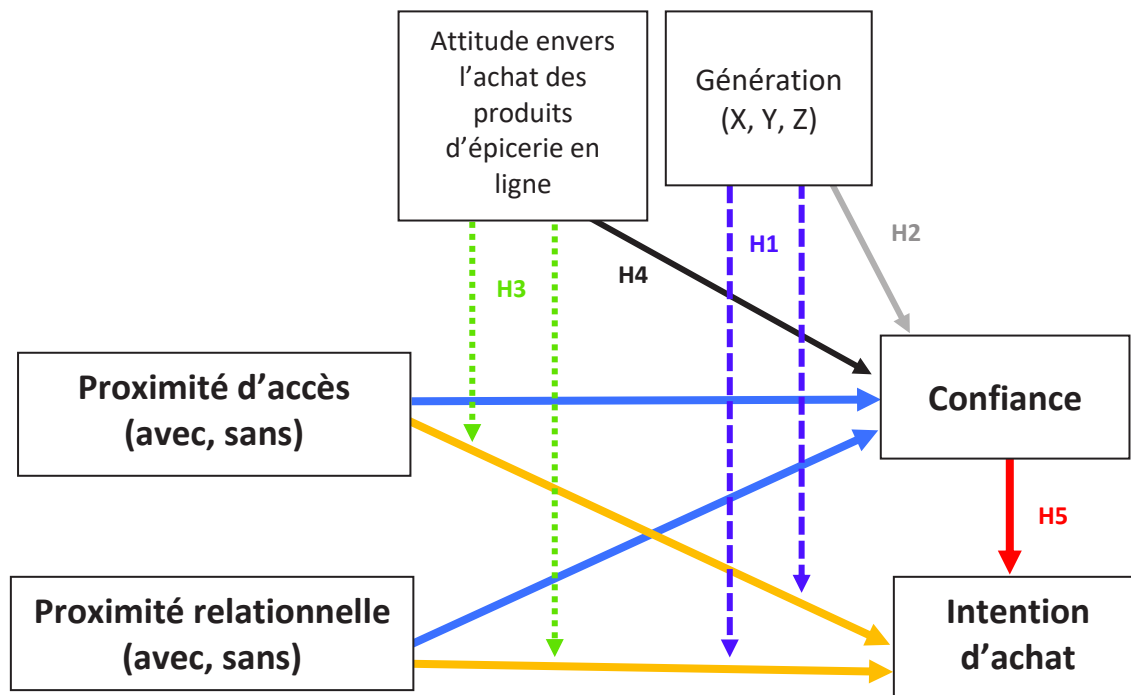 Attitude envers
l’achat des
produits
d’épicerie en
ligne
Génération
(X, Y, Z)
H1
H2
H3
H4
Proximité d’accès
(avec, sans)
Confiance
H5
Proximité relationnelle
(avec, sans)
Intention
d’achat